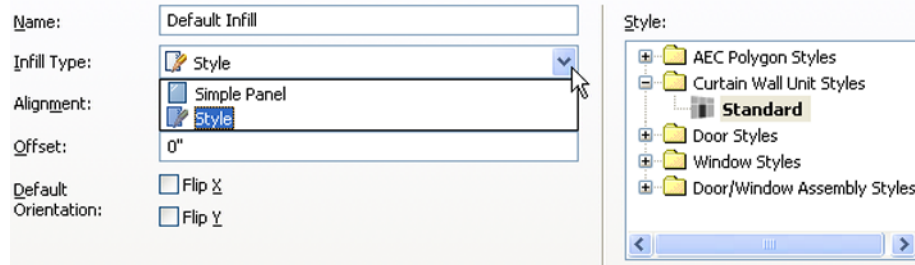 Name:
Default Infill
Infill Type:
Style
Simple Panel
Style
Alignment:
Offset:
0"
Default
Orientation:
Flip X
Flip Y
Style:
AEC Polygon Styles
Curtain Wall Unit Styles
Standard
Door Styles
Window Styles
Door/Window Assembly Styles